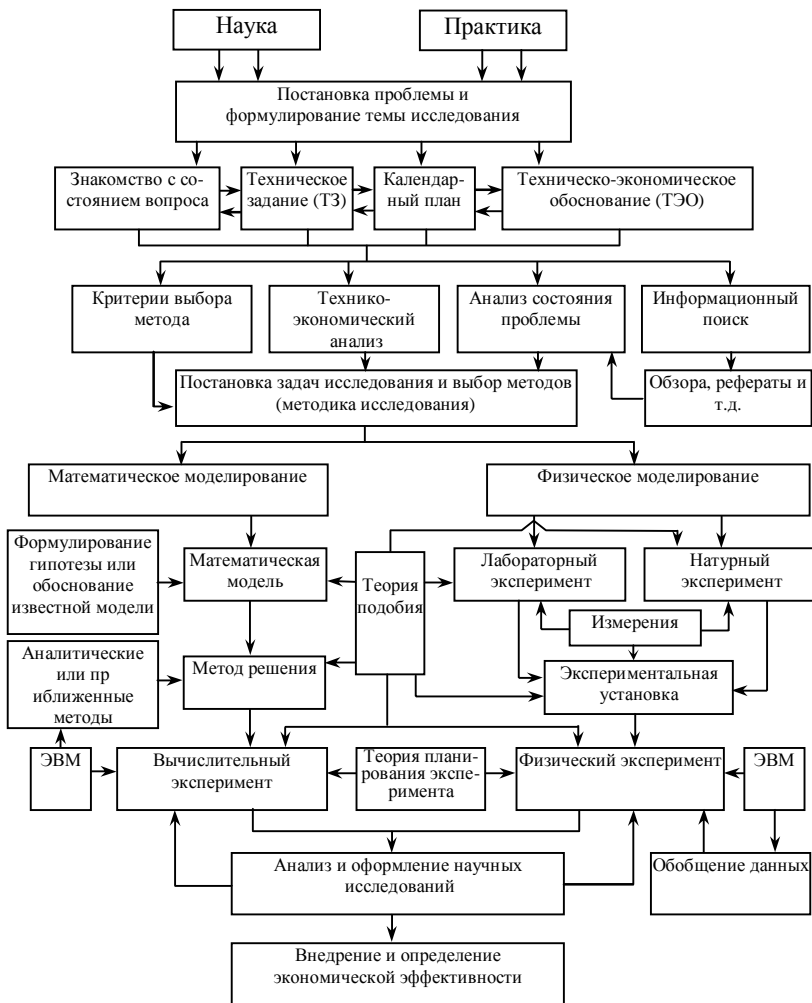 Наука
Практика
Постановка проблемы и
формулирование темы исследования
Знакомство с со-
стоянием вопроса
Техническое
задание (ТЗ)
Календар-
ный план
Техническо-экономическое
обоснование (ТЭО)
Критерии выбора
метода
Технико-
экономический
анализ
Анализ состояния
проблемы
Информационный
поиск
Постановка задач исследования и выбор методов
(методика исследования)
Обзора, рефераты и
т.д.
Математическое моделирование
Физическое моделирование
Формулирование
гипотезы или
обоснование
известной модели
Математическая
модель
Теория
подобия
Лабораторный
эксперимент
Натурный
эксперимент
Измерения
Аналитические
или пр
иближенные
методы
Метод решения
Экспериментальная
установка
ЭВМ
Вычислительный
эксперимент
Теория плани-
рования экспе-
римента
Физический эксперимент
ЭВМ
Анализ и оформление научных
исследований
Обобщение данных
Внедрение и определение
экономической эффективности